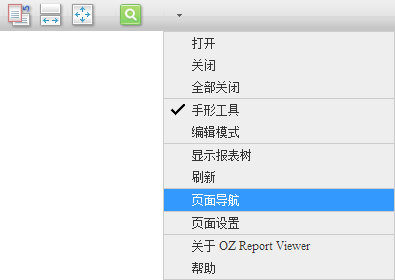 打开
关闭
全部关闭
手形工具
编辑模式
显示报表树
刷新
页面导航
页面设置
关于 OZ Report Viewer
帮助